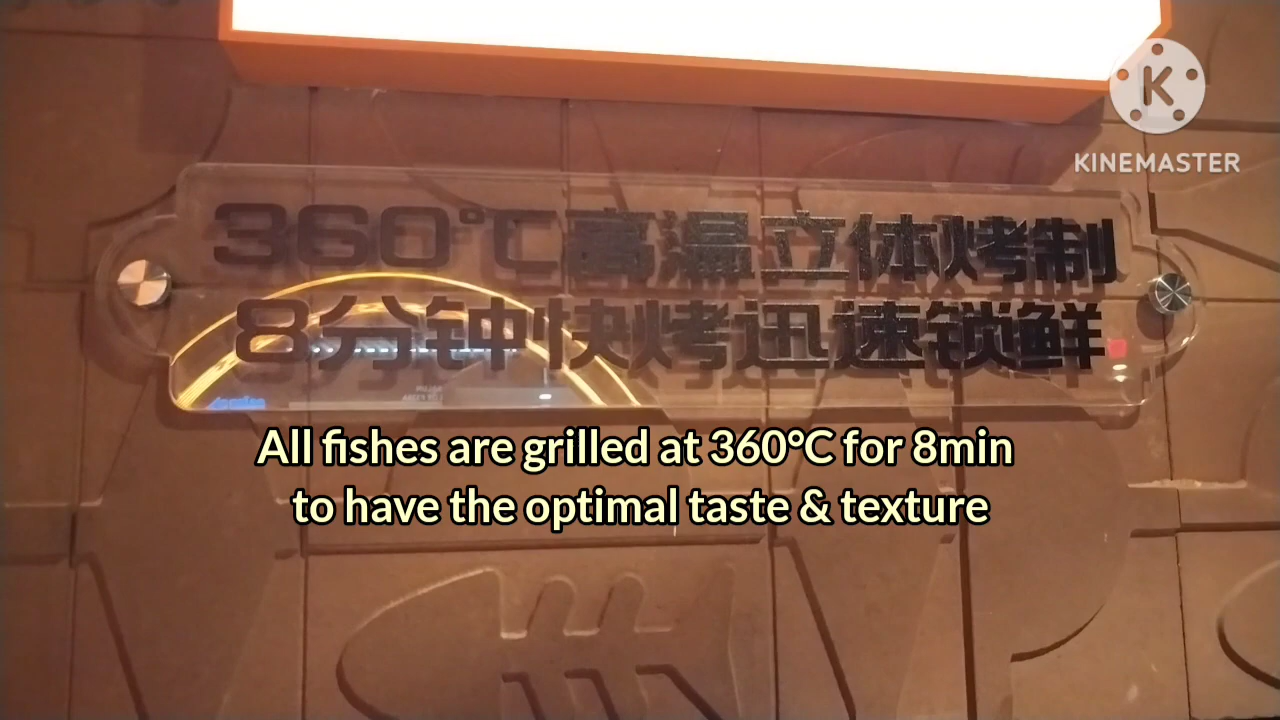 KINEMASTER
360°C高温立体烤制
8分钟快烤迅速锁鲜
All fishes are grilled at 360°C for 8min
to have the optimal taste & texture